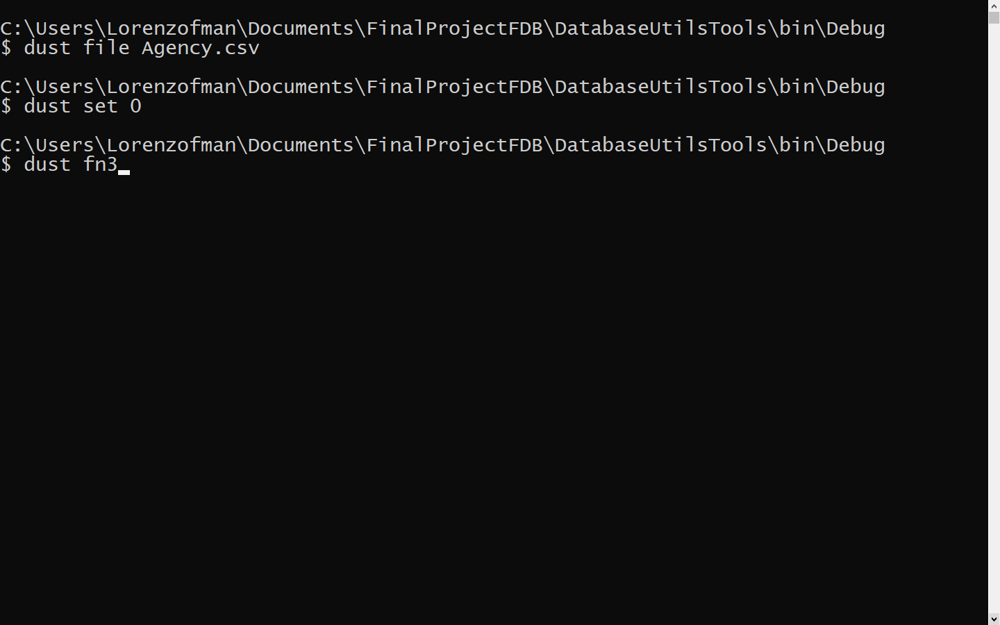 C:\Users\Lorenzofman\Documents\FinalProjectFDB\DatabaseUtilsTools\bin\Debug
$ dust file Agency.csv
C:\Users\Lorenzofman\Documents\FinalProjectFDB\DatabaseUtilsTools\bin\Debug
$ dust set 0
C:\Users\Lorenzofman\Documents\FinalProjectFDB\DatabaseUtilsTools\bin\Debug
$ dust fn3